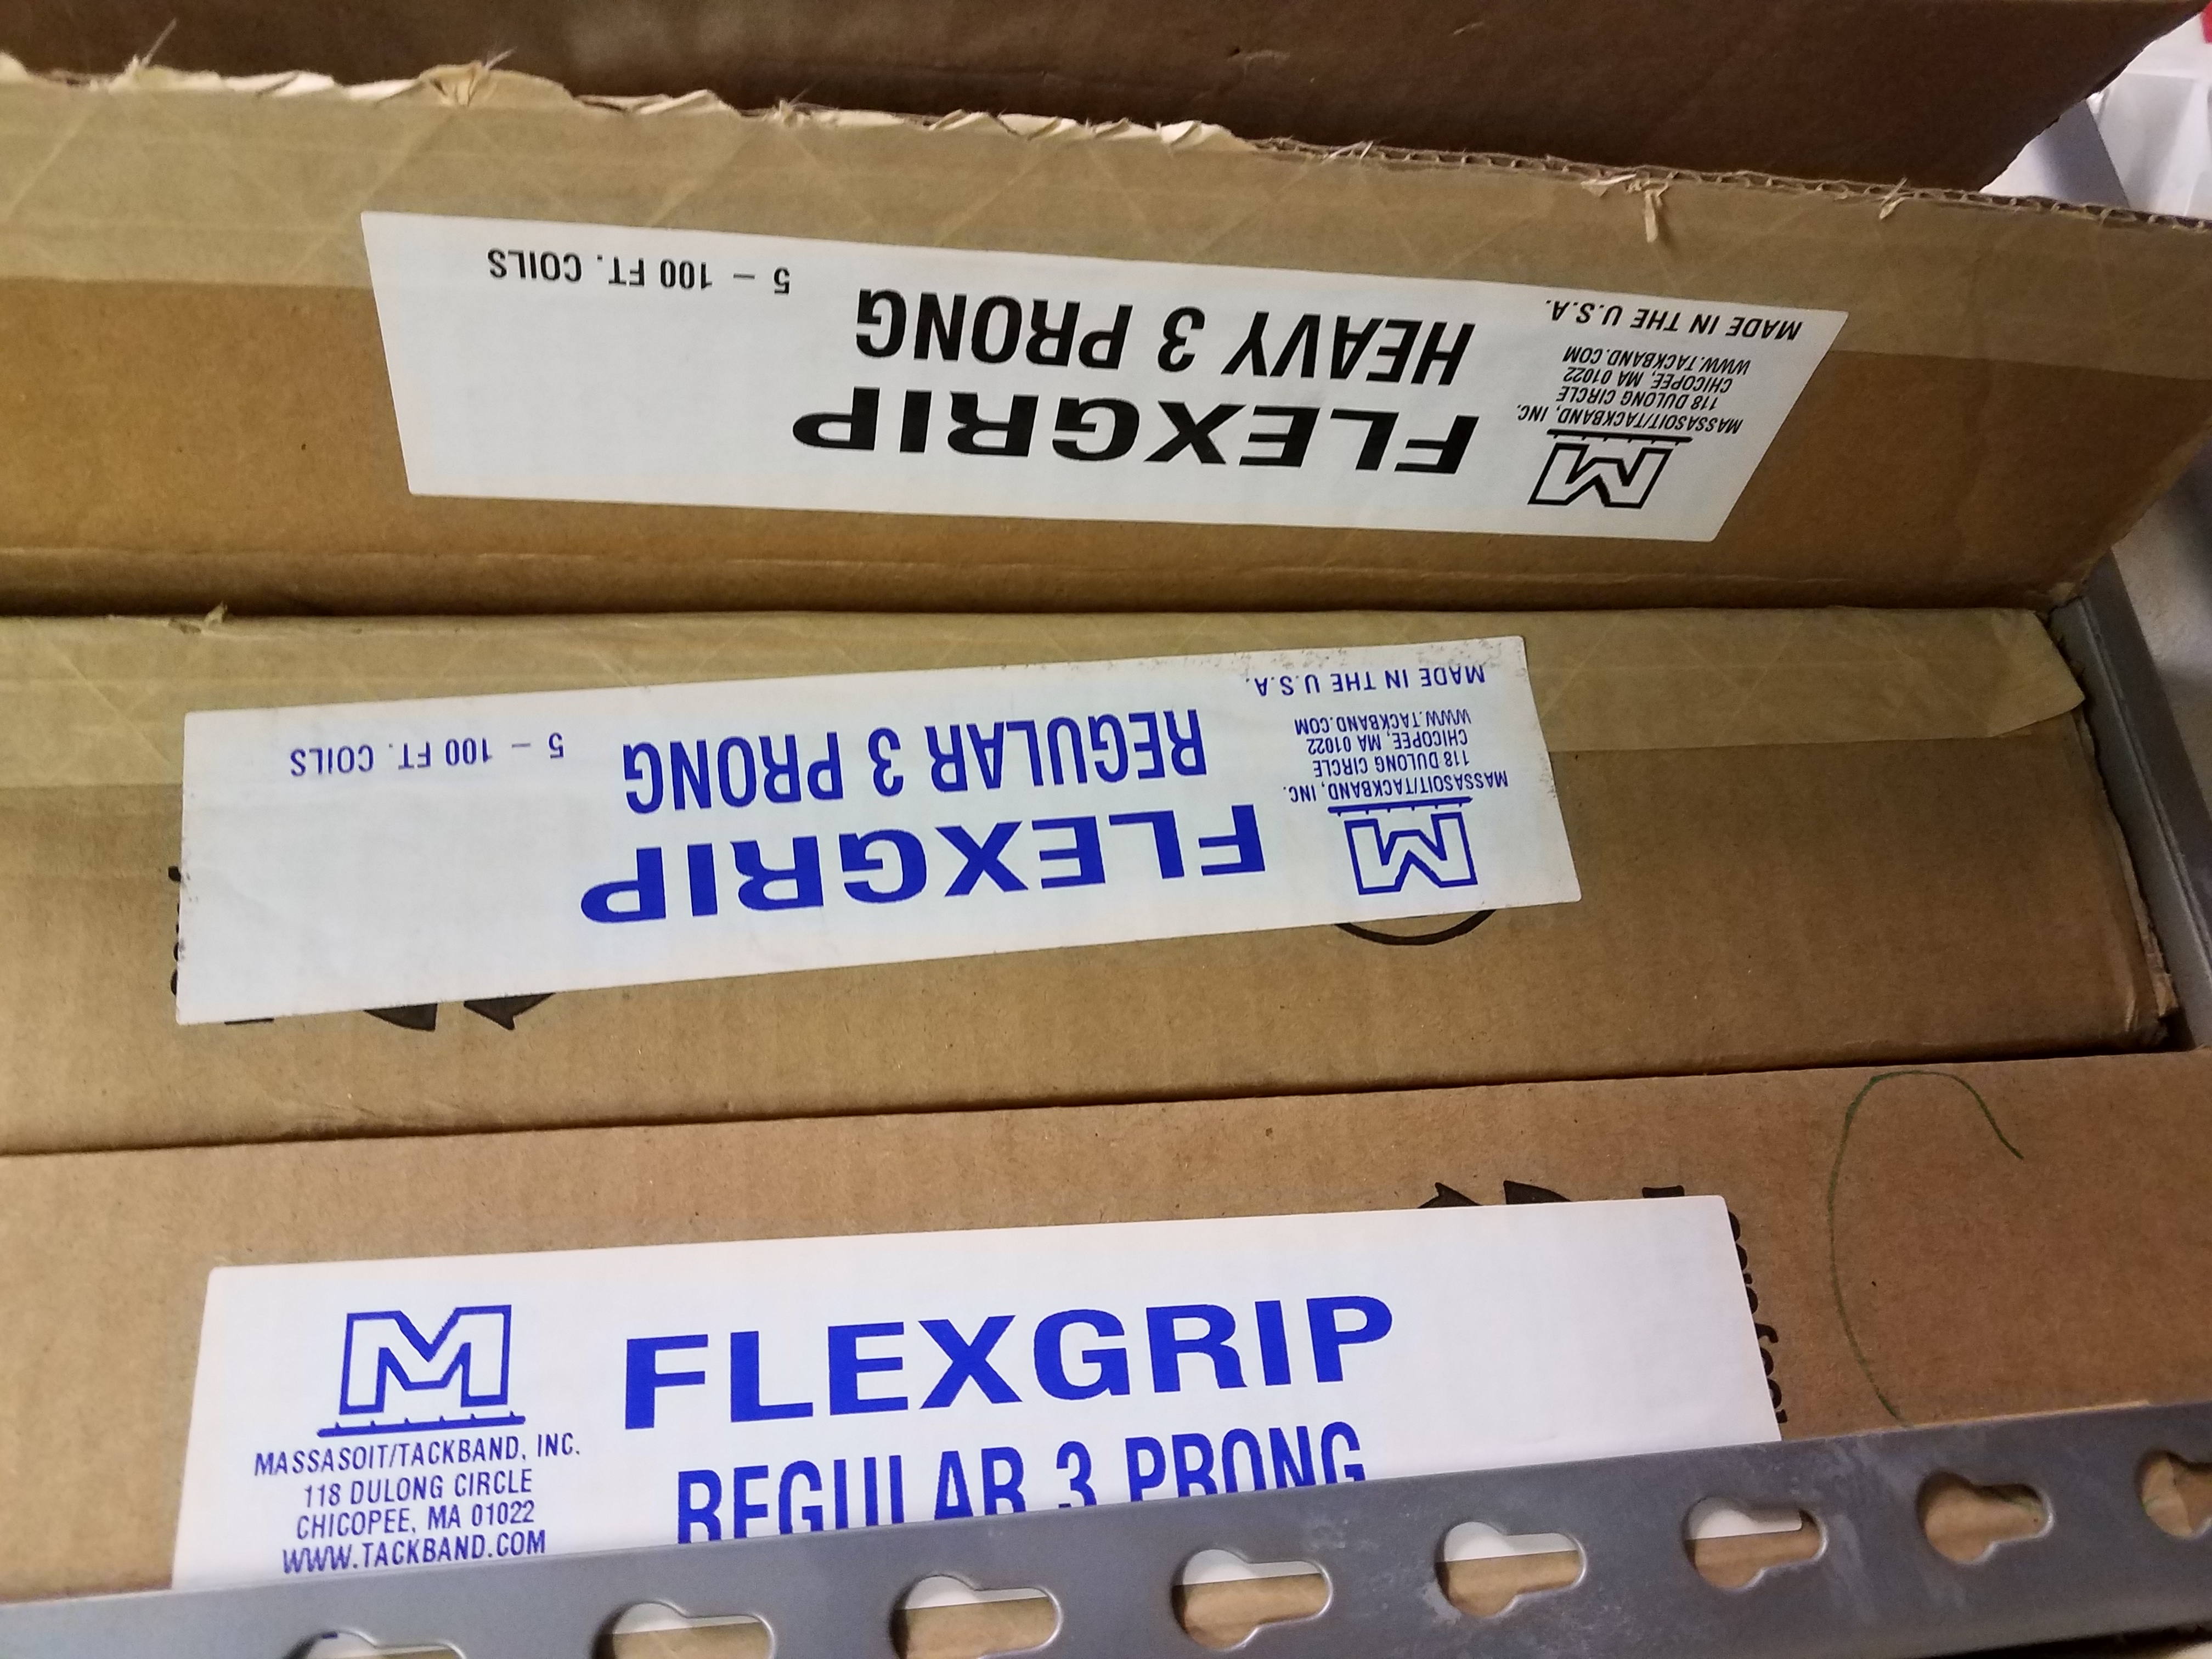 FLEXGRIP
HEAVY 3 PRONG
5 – 100 FT. COILS
M
MASSASOIT/TACKBAND, INC.
118 DULONG CIRCLE
CHICOPEE, MA 01022
WWW.TACKBAND.COM
MADE IN THE U.S.A.
FLEXGRIP
REGULAR 3 PRONG
5 – 100 FT. COILS
M
MASSASOIT/TACKBAND, INC.
118 DULONG CIRCLE
CHICOPEE, MA 01022
WWW.TACKBAND.COM
MADE IN THE U.S.A.
M
MASSASOIT/TACKBAND, INC.
118 DULONG CIRCLE
CHICOPEE, MA 01022
WWW.TACKBAND.COM
FLEXGRIP
REGULAR 3 PRONG